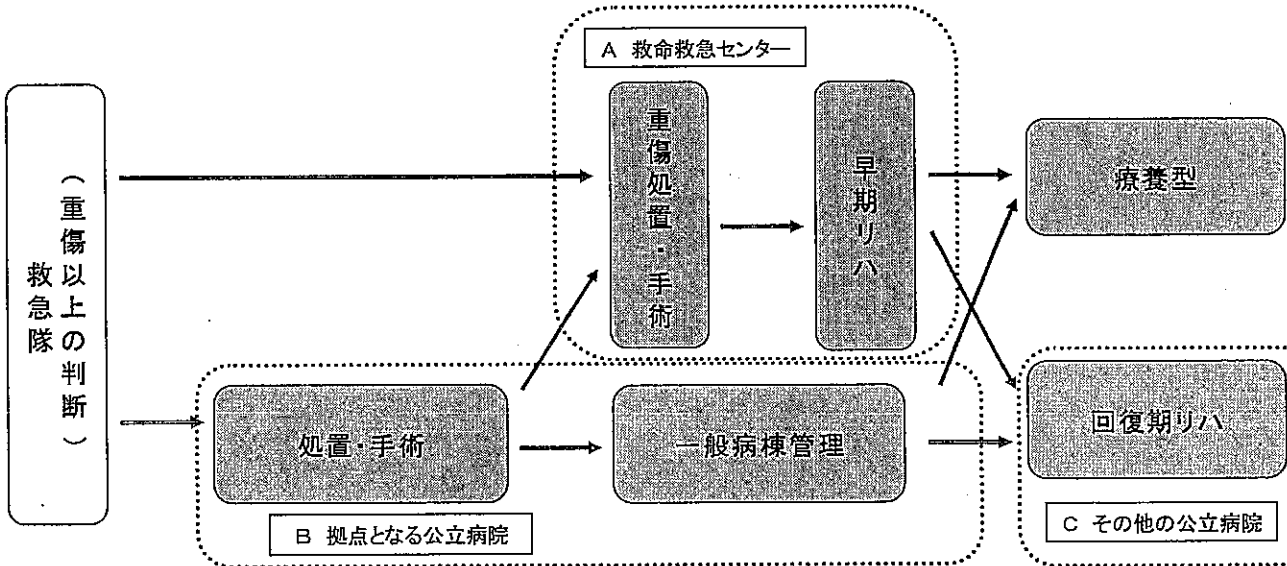 A 救命救急センター
救急隊
（重傷以上の判断）
重傷処置・手術
早期リハ
療養型
処置・手術
一般病棟管理
回復期リハ
B 拠点となる公立病院
C その他の公立病院